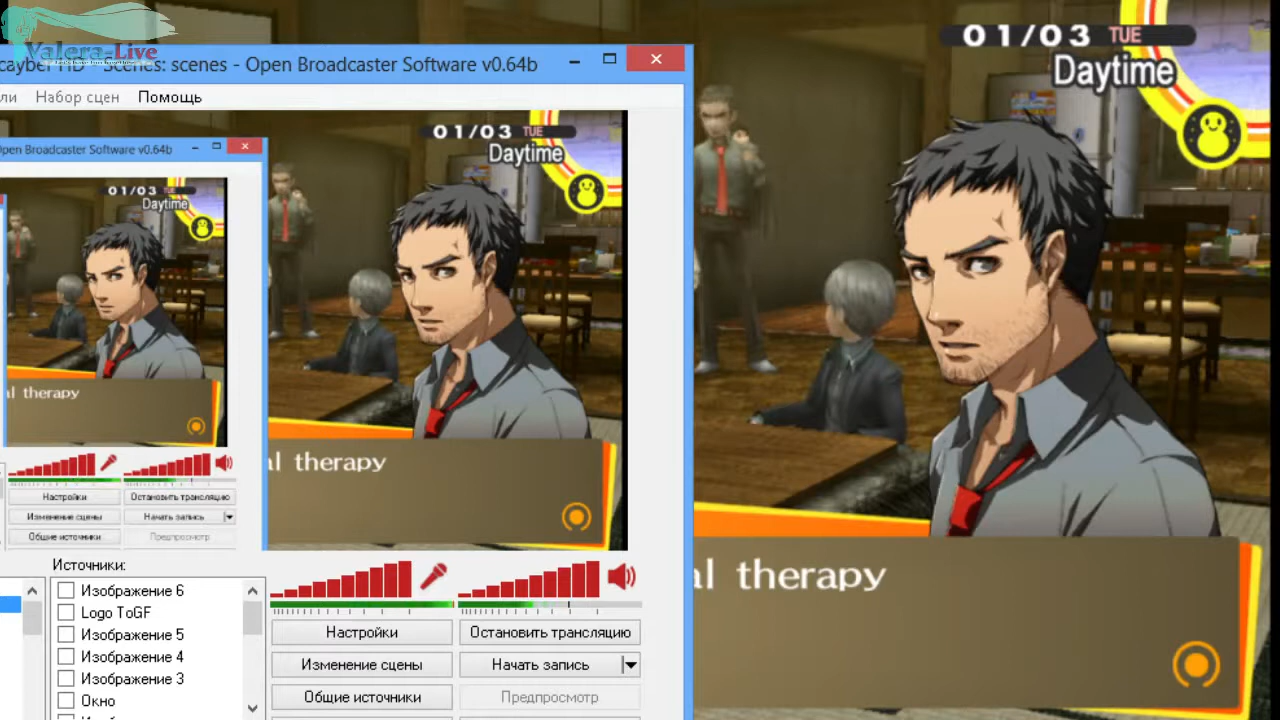 Valera-Live
cayber HD - Scenes: scenes - Open Broadcaster Software v0.64b
ли Набор сцен Помощь
01/03 TUE
Daytime
Open Broadcaster Software v0.64b
01/03 TUE
Daytime
01/03 TUE
Daytime
al therapy
al therapy
al therapy
Настройки
Остановить трансляцию
Изменение сцены
Начать запись
Общие источники
Предпросмотр
Источники:
Изображение 6
Logo ToGF
Изображение 5
Изображение 4
Изображение 3
Окно
Настройки
Остановить трансляцию
Изменение сцены
Начать запись
Общие источники
Предпросмотр